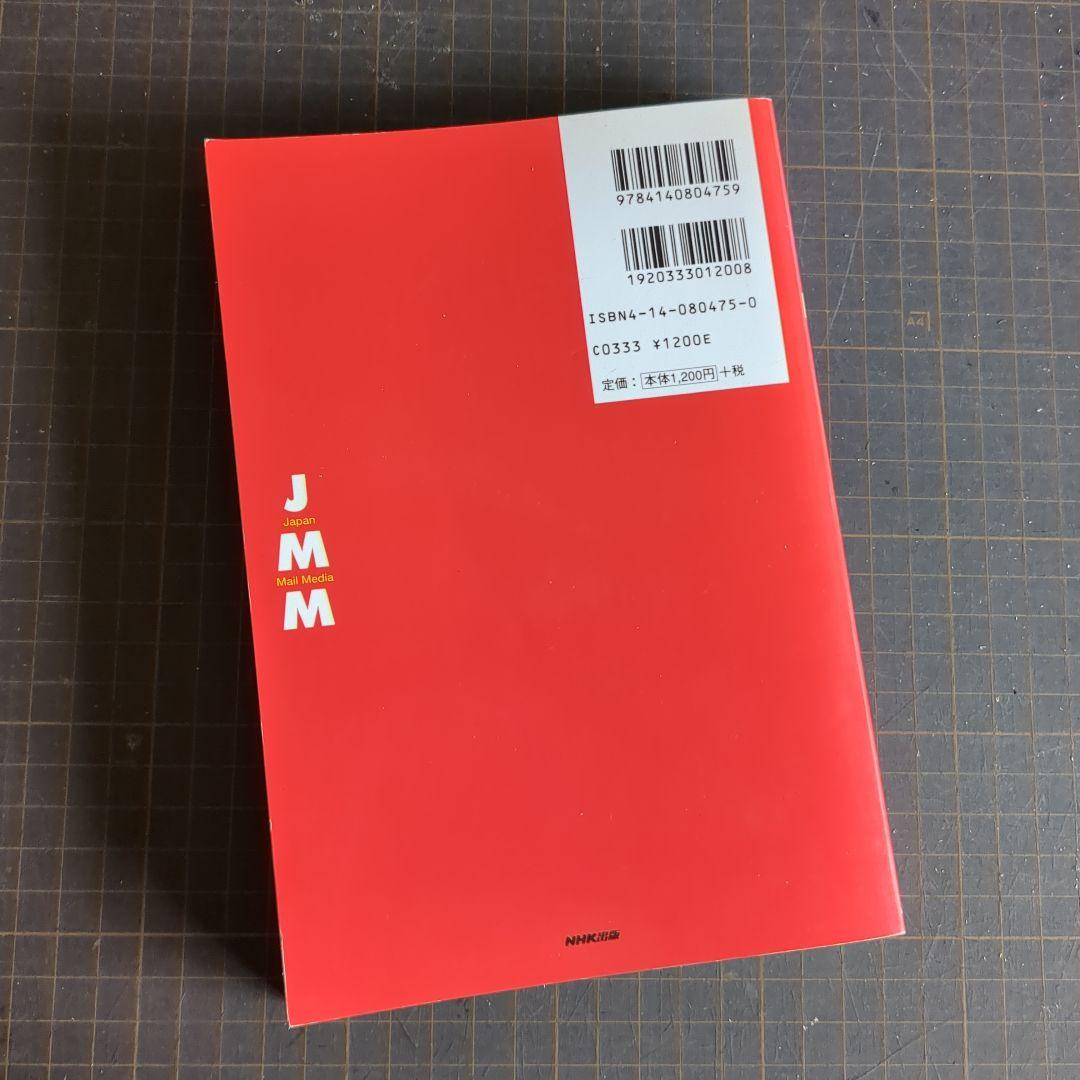 9784140804759
1920333012008
ISBN4-14-080475-0
C0333 ¥1200E
定価：本体1,200円+税
J
Japan
M
Mail Media
M
NHK出版
A4